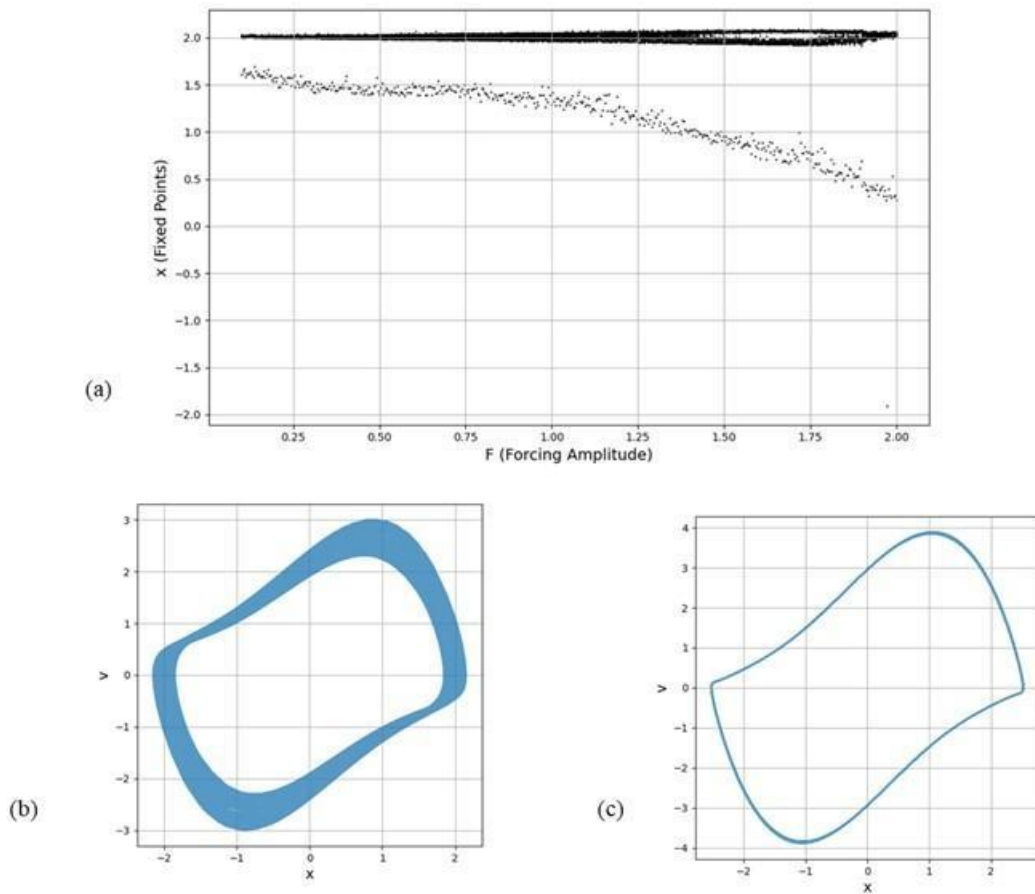 2.0
1.5
1.0
0.5
0.0
−0.5
−1.0
−1.5
−2.0
x (Fixed Points)
0.25 0.50 0.75 1.00 1.25 1.50 1.75 2.00
F (Forcing Amplitude)
(a)
3
2
1
0
−1
−2
−3
v
−2 −1 0 1 2
x
(b)
4
3
2
1
0
−1
−2
−3
−4
v
−2 −1 0 1 2
x
(c)